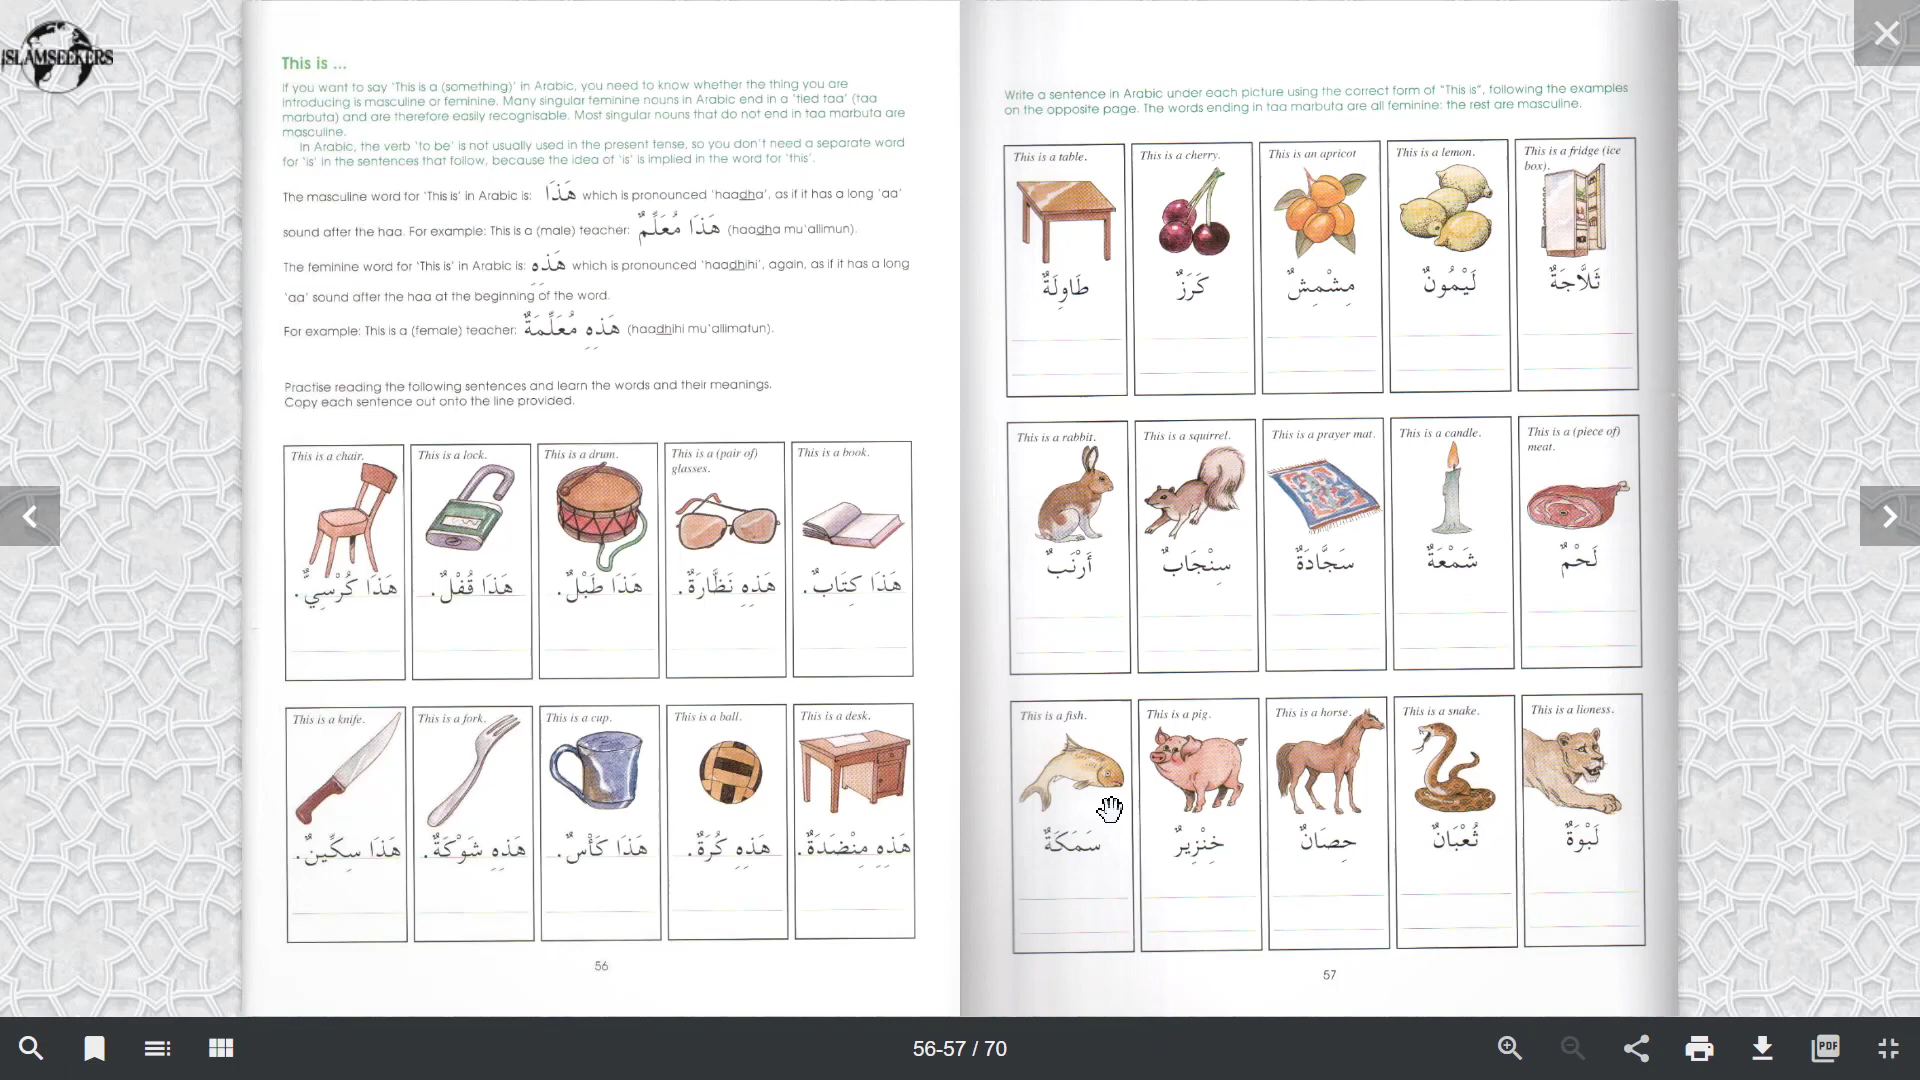 ISLAMSEEKERS
This is ...
If you want to say ‘This is a (something)’ in Arabic, you need to know whether the thing you are
introducing is masculine or feminine. Many singular feminine nouns in Arabic end in a ‘tied taa’ (taa
marbuta) and are therefore easily recognisable. Most singular nouns that do not end in taa marbuta are
masculine.
In Arabic, the verb ‘to be’ is not usually used in the present tense, so you don’t need a separate word
for ‘is’ in the sentences that follow, because the idea of ‘is’ is implied in the word for ‘this’.
The masculine word for ‘This is’ in Arabic is: هَذَا which is pronounced ‘haadha’, as if it has a long ‘aa’
sound after the haa. For example: This is a (male) teacher: هَذَا مُعَلِّمٌ (haadha mu’allimun).
The feminine word for ‘This is’ in Arabic is: هَذِهِ which is pronounced ‘haadhihi’, again, as if it has a long
‘aa’ sound after the haa at the beginning of the word.
For example: This is a (female) teacher: هَذِهِ مُعَلِّمَةٌ (haadhihi mu’allimatun).
Practise reading the following sentences and learn the words and their meanings.
Copy each sentence out onto the line provided.
This is a chair.
هَذَا كُرْسِيٌّ.
This is a lock.
هَذَا قُفْلٌ.
This is a drum.
هَذَا طَبْلٌ.
This is a (pair of)
glasses.
هَذِهِ نَظَّارَةٌ.
This is a book.
هَذَا كِتَابٌ.
This is a knife.
هَذَا سِكِّينٌ.
This is a fork.
هَذِهِ شَوْكَةٌ.
This is a cup.
هَذَا كَأْسٌ.
This is a ball.
هَذِهِ كُرَةٌ.
This is a desk.
هَذِهِ مِنْضَدَةٌ.
56
Write a sentence in Arabic under each picture using the correct form of “This is”, following the examples
on the opposite page. The words ending in taa marbuta are all feminine: the rest are masculine.
This is a table.
طَاوِلَةٌ
This is a cherry.
كَرَزٌ
This is an apricot
مِشْمِشٌ
This is a lemon.
لَيْمُونٌ
This is a fridge (ice
box).
ثَلَّاجَةٌ
This is a rabbit.
أَرْنَبٌ
This is a squirrel.
سِنْجَابٌ
This is a prayer mat.
سَجَّادَةٌ
This is a candle.
شَمْعَةٌ
This is a (piece of)
meat.
لَحْمٌ
This is a fish.
سَمَكَةٌ
This is a pig.
خِنْزِيرٌ
This is a horse.
حِصَانٌ
This is a snake.
ثُعْبَانٌ
This is a lioness.
لَبْوَةٌ
57
56-57 / 70
PDF